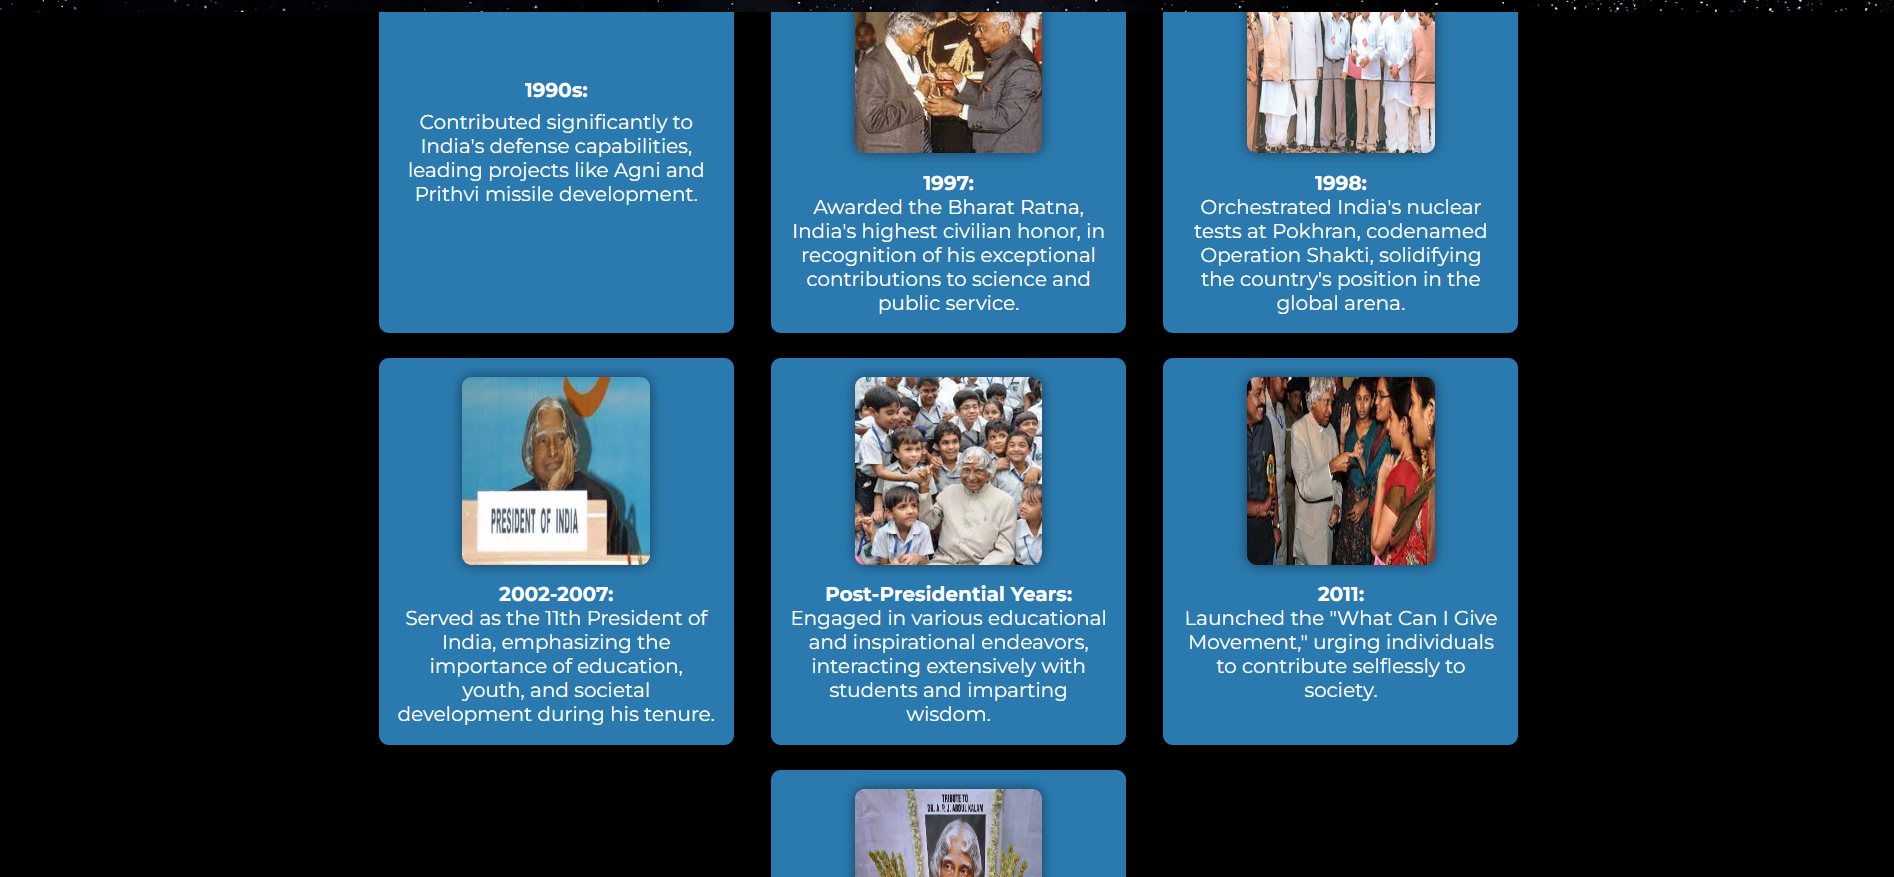 1990s:
Contributed significantly to
India's defense capabilities,
leading projects like Agni and
Prithvi missile development.
1997:
Awarded the Bharat Ratna,
India's highest civilian honor, in
recognition of his exceptional
contributions to science and
public service.
1998:
Orchestrated India's nuclear
tests at Pokhran, codenamed
Operation Shakti, solidifying
the country's position in the
global arena.
PRESIDENT OF INDIA
2002-2007:
Served as the 11th President of
India, emphasizing the
importance of education,
youth, and societal
development during his tenure.
Post-Presidential Years:
Engaged in various educational
and inspirational endeavors,
interacting extensively with
students and imparting
wisdom.
2011:
Launched the "What Can I Give
Movement," urging individuals
to contribute selflessly to
society.
TRIBUTE TO
DR. A. P. J. ABDUL KALAM